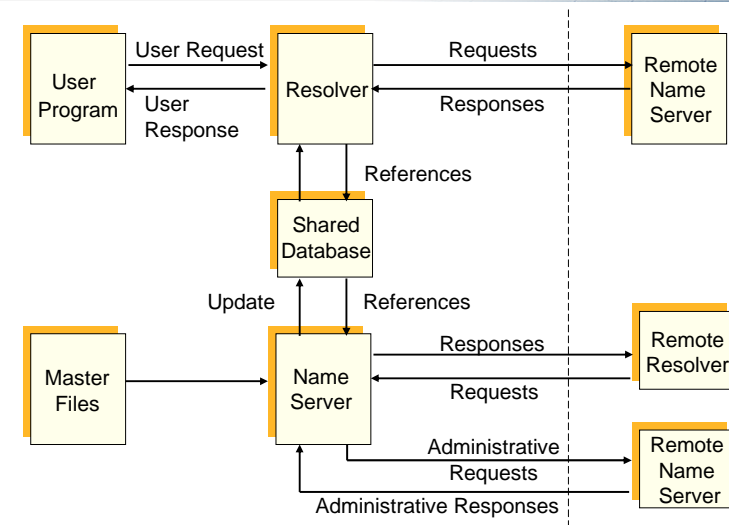 User Request
Requests
User
Program
Resolver
Remote
Name
Server
User
Response
Responses
References
Shared
Database
Update
References
Master
Files
Name
Server
Responses
Requests
Remote
Resolver
Administrative
Requests
Administrative Responses
Remote
Name
Server